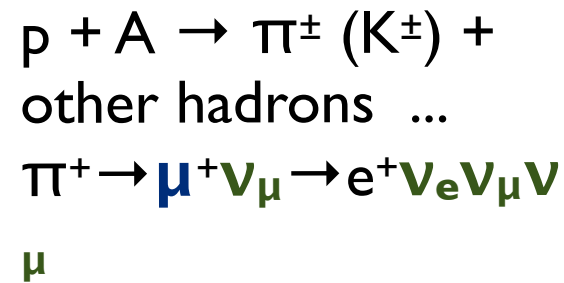 p + A → π± (K±) +
other hadrons ...
π⁺→μ⁺νμ→e⁺νeνμν
μ